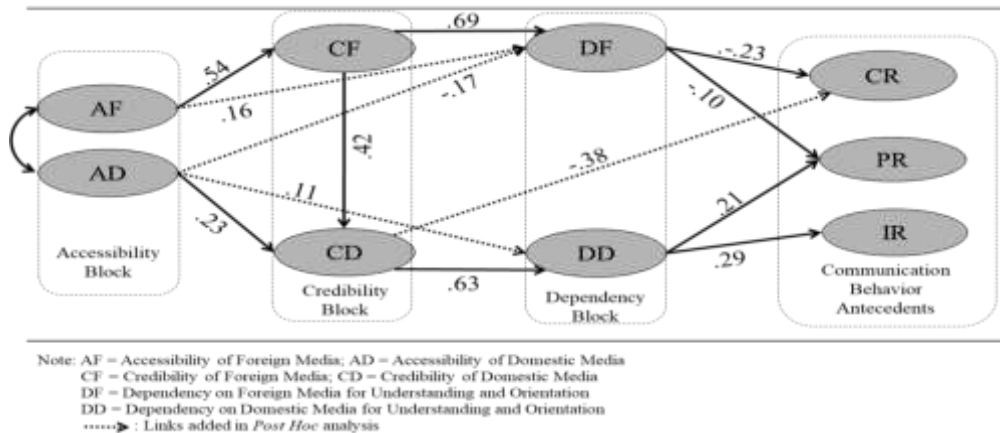 .69
CF
DF
.54
.-.23
CR
AF
.16
-.17
-.10
.42
AD
-.38
PR
.11
.21
.23
IR
CD
DD
.29
.63
Accessibility
Block
Credibility
Block
Dependency
Block
Communication
Behavior
Antecedents
Note: AF = Accessibility of Foreign Media; AD = Accessibility of Domestic Media
CF = Credibility of Foreign Media; CD = Credibility of Domestic Media
DF = Dependency on Foreign Media for Understanding and Orientation
DD = Dependency on Domestic Media for Understanding and Orientation
: Links added in Post Hoc analysis